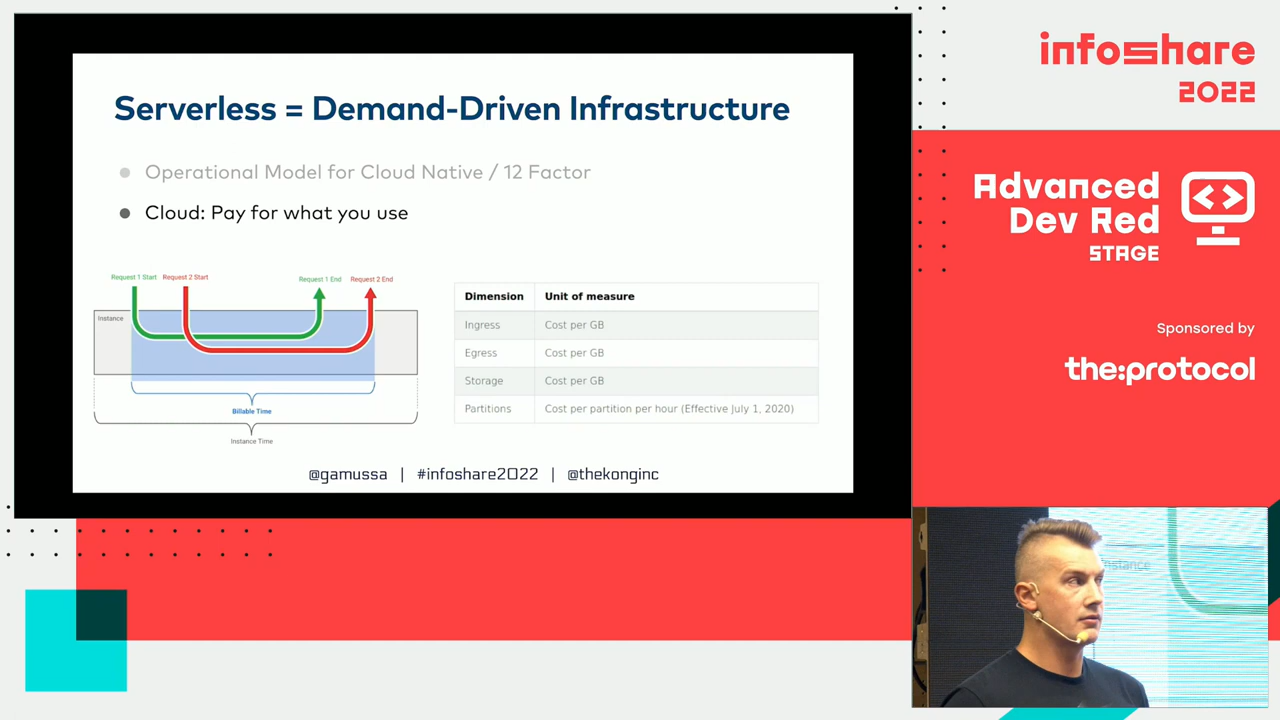 Serverless = Demand-Driven Infrastructure
Operational Model for Cloud Native / 12 Factor
Cloud: Pay for what you use
Request 1 Start
Request 2 Start
Request 1 End
Request 2 End
Instance
Billable Time
Instance Time
Dimension Unit of measure
Ingress Cost per GB
Egress Cost per GB
Storage Cost per GB
Partitions Cost per partition per hour (Effective July 1, 2020)
@gamussa | #infoshare2022 | @thekonginc
infoshare
2022
Advanced
Dev Red
STAGE
Sponsored by
the:protocol